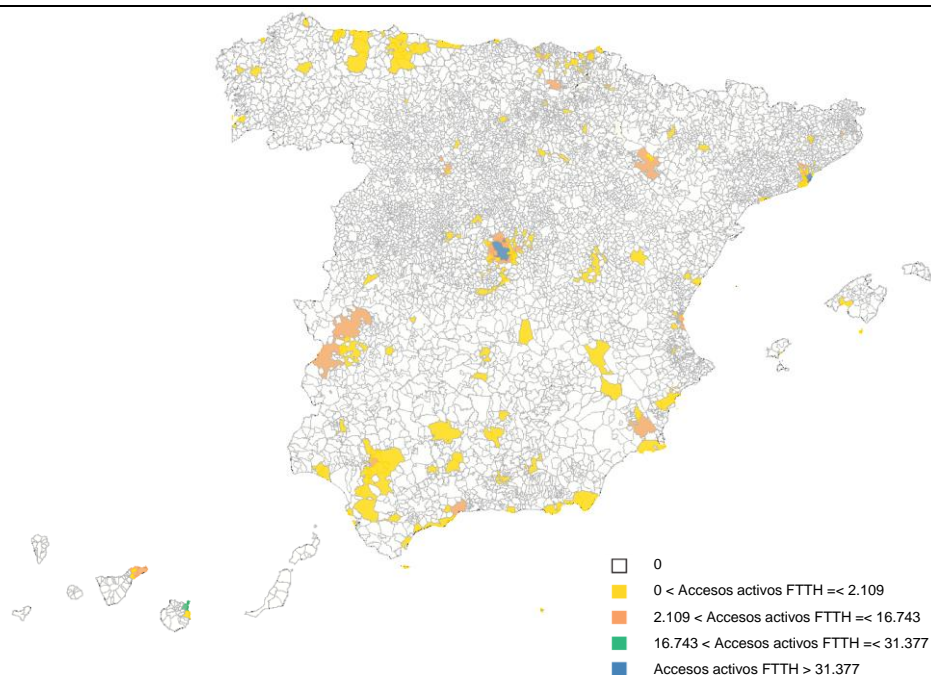 0
0 < Accesos activos FTTH =< 2.109
2.109 < Accesos activos FTTH =< 16.743
16.743 < Accesos activos FTTH =< 31.377
Accesos activos FTTH > 31.377